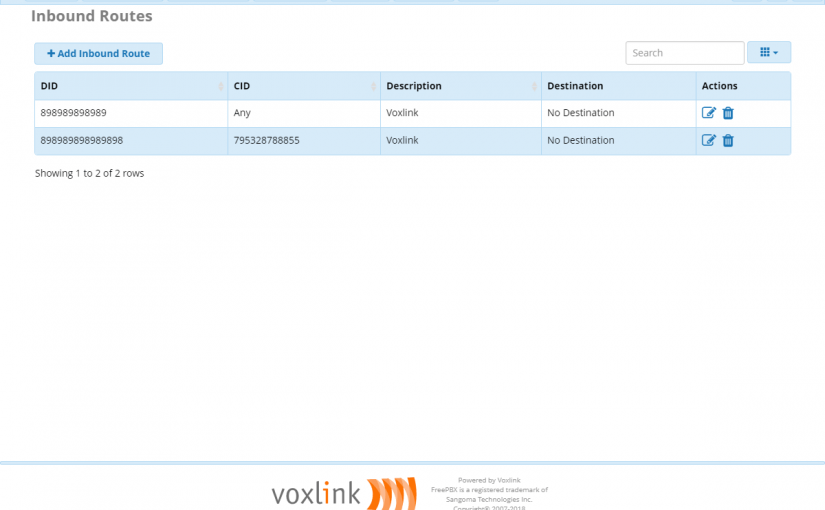 Inbound Routes
Add Inbound Route
Search
DID CID Description Destination Actions
898989898989 Any Voxlink No Destination
898989898989898 795328788855 Voxlink No Destination
Showing 1 to 2 of 2 rows
voxlink
Powered by Voxlink
FreePBX is a registered trademark of
Sangoma Technologies Inc.
Copyright© 2007-2018